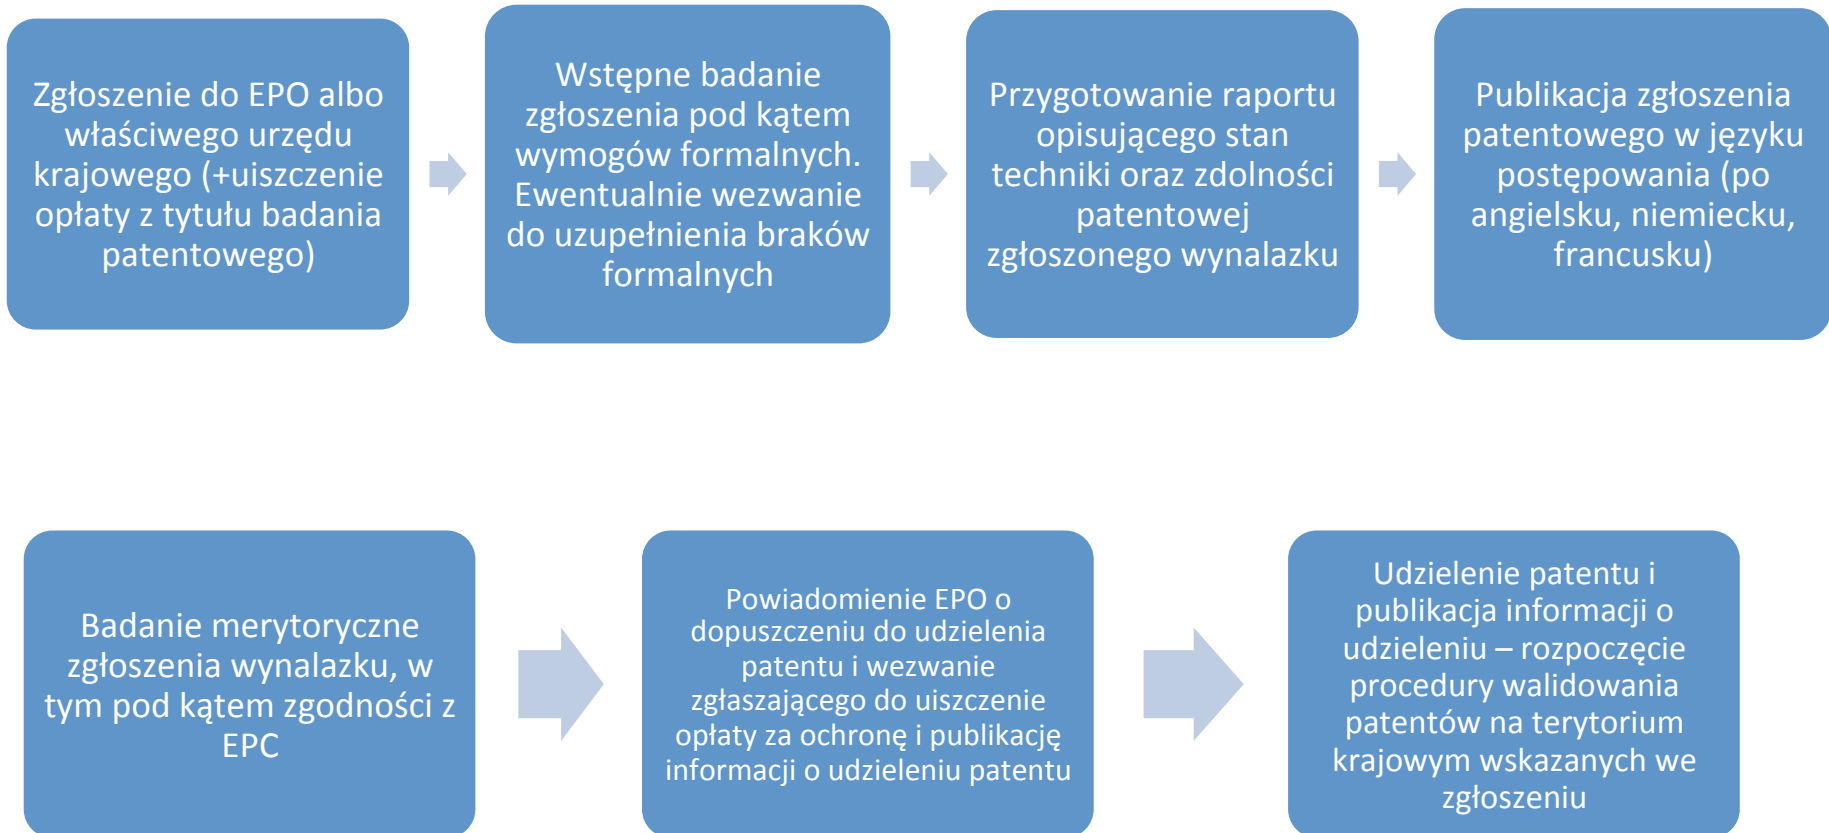 Zgłoszenie do EPO albo
właściwego urzędu
krajowego (+uiszczenie
opłaty z tytułu badania
patentowego)
Wstępne badanie
zgłoszenia pod kątem
wymogów formalnych.
Ewentualnie wezwanie
do uzupełnienia braków
formalnych
Przygotowanie raportu
opisującego stan
techniki oraz zdolności
patentowej
zgłoszonego wynalazku
Publikacja zgłoszenia
patentowego w języku
postępowania (po
angielsku, niemiecku,
francusku)
Badanie merytoryczne
zgłoszenia wynalazku, w
tym pod kątem zgodności z
EPC
Powiadomienie EPO o
dopuszczeniu do udzielenia
patentu i wezwanie
zgłaszającego do uiszczenie
opłaty za ochronę i publikację
informacji o udzieleniu patentu
Udzielenie patentu i
publikacja informacji o
udzieleniu – rozpoczęcie
procedury walidowania
patentów na terytorium
krajowym wskazanych we
zgłoszeniu